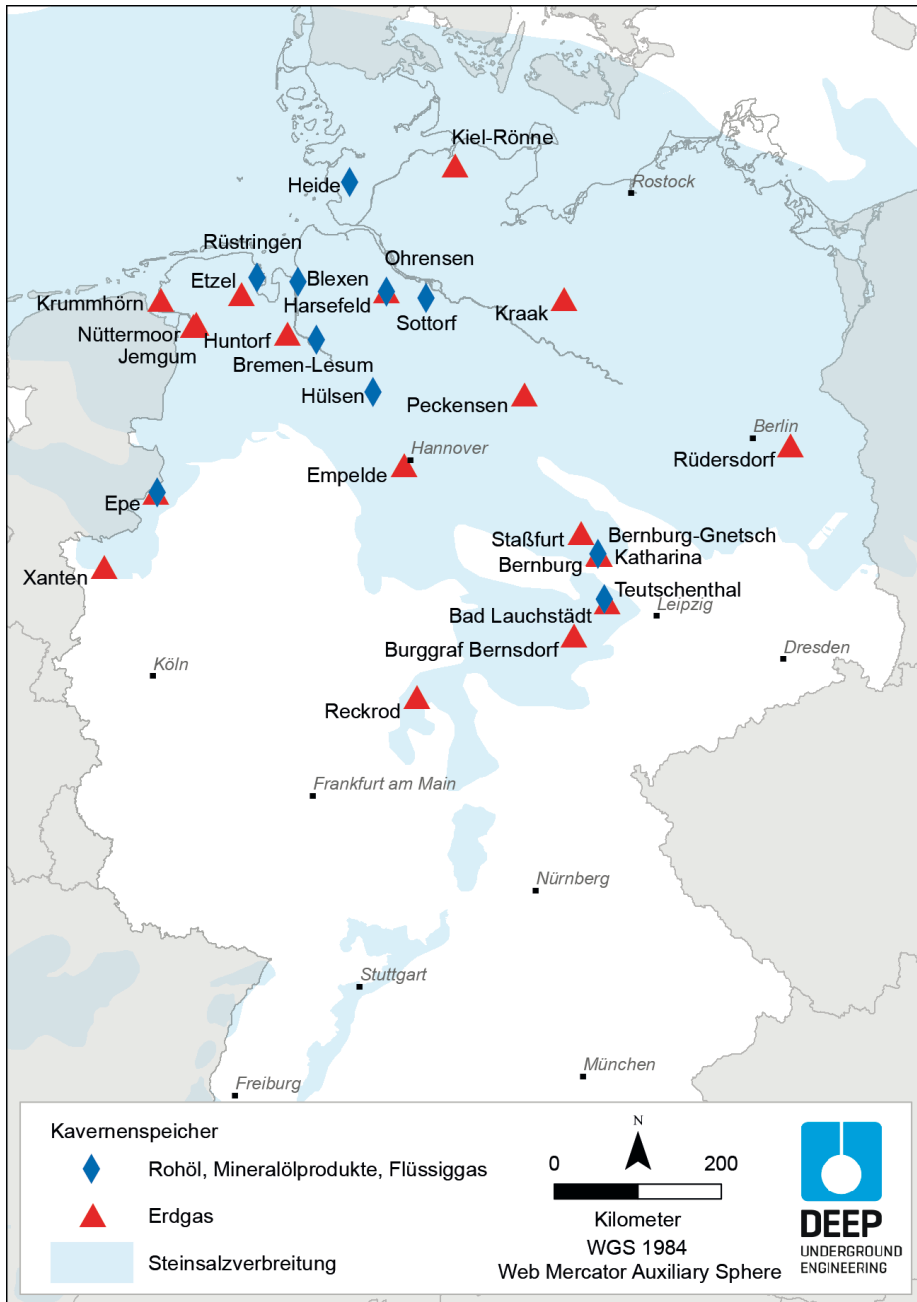 Kiel-Rönne
Heide
Rostock
Rüstringen
Ohrensen
Etzel
Blexen
Krummhörn
Harsefeld
Sottorf
Kraak
Nüttermoor
Jemgum
Huntorf
Bremen-Lesum
Hülsen
Peckensen
Berlin
Hannover
Rüdersdorf
Empelde
Epe
Staßfurt
Bernburg-Gnetsch
Bernburg
Katharina
Xanten
Teutschenthal
Bad Lauchstädt
Leipzig
Burggraf Bernsdorf
Dresden
Köln
Reckrod
Frankfurt am Main
Nürnberg
Stuttgart
München
Freiburg
Kavernenspeicher
Rohöl, Mineralölprodukte, Flüssiggas
Erdgas
Steinsalzverbreitung
N
0 200
Kilometer
WGS 1984
Web Mercator Auxiliary Sphere
DEEP
UNDERGROUND
ENGINEERING